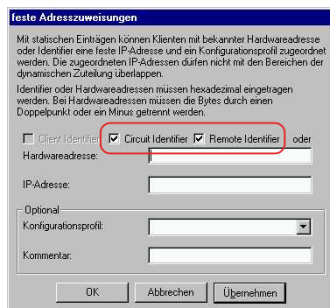 feste Adresszuweisungen
Mit statischen Einträgen können Klienten mit bekannter Hardwareadresse
oder Identifier eine feste IP-Adresse und ein Konfigurationsprofil zugeordnet
werden. Die zugeordneten IP-Adressen dürfen nicht mit den Bereichen der
dynamischen Zuteilung überlappen.
Identifier oder Hardwareadressen müssen hexadezimal eingetragen
werden. Bei Hardwareadressen müssen die Bytes durch einen
Doppelpunkt oder ein Minus getrennt werden.
Client Identifier Circuit Identifier Remote Identifier oder
Hardwareadresse:
IP-Adresse:
Optional
Konfigurationsprofil:
Kommentar:
OK Abbrechen Übernehmen